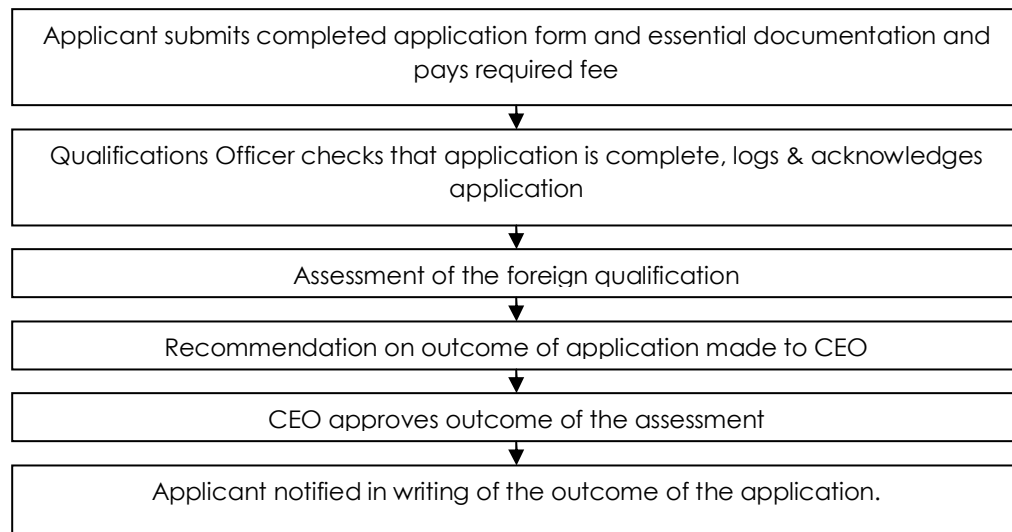 Applicant submits completed application form and essential documentation and
pays required fee
Qualifications Officer checks that application is complete, logs & acknowledges
application
Assessment of the foreign qualification
Recommendation on outcome of application made to CEO
CEO approves outcome of the assessment
Applicant notified in writing of the outcome of the application.